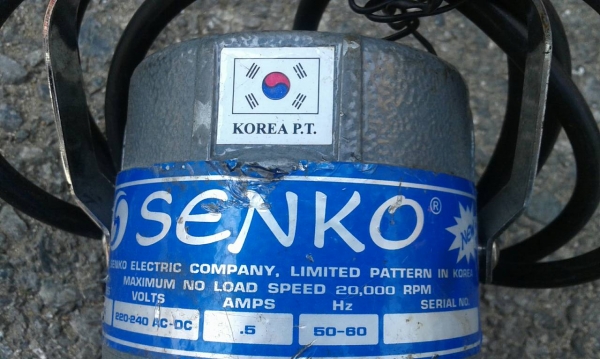 KOREA P.T.
SENKO®
NEW
SENKO ELECTRIC COMPANY, LIMITED PATTERN IN KOREA
MAXIMUM NO LOAD SPEED 20,000 RPM
VOLTS AMPS Hz SERIAL NO.
220-240 AC-DC .5 50-60